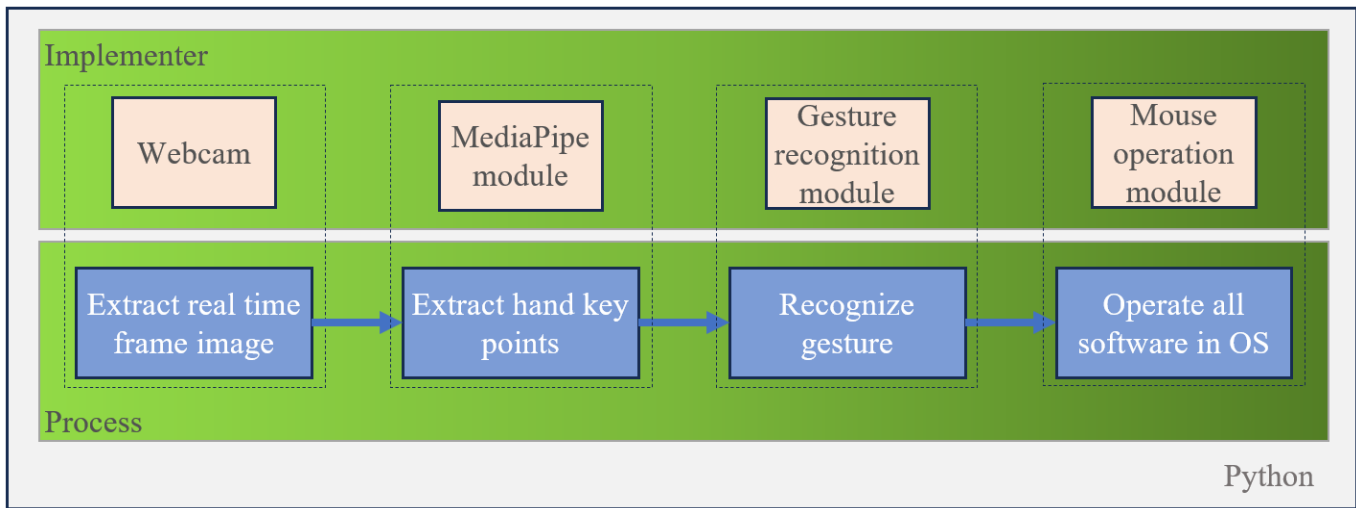 Implementer
Webcam
MediaPipe
module
Gesture
recognition
module
Mouse
operation
module
Extract real time
frame image
Extract hand key
points
Recognize
gesture
Operate all
software in OS
Process
Python